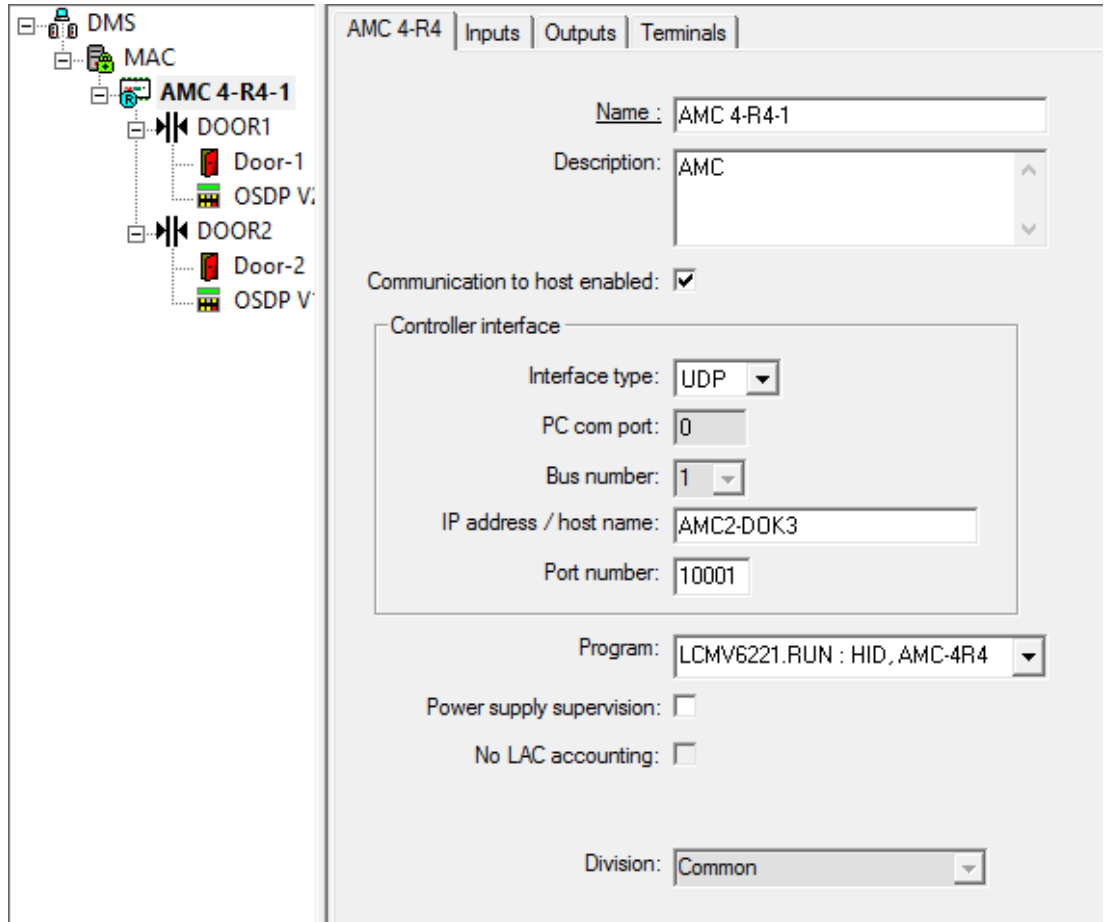 DMS
MAC
AMC 4-R4-1
DOOR1
Door-1
OSDP V
DOOR2
Door-2
OSDP V
AMC 4-R4 Inputs Outputs Terminals
Name : AMC 4-R4-1
Description: AMC
Communication to host enabled:
Controller interface
Interface type: UDP
PC com port: 0
Bus number: 1
IP address / host name: AMC2-DOK3
Port number: 10001
Program: LCMV6221.RUN : HID, AMC-4R4
Power supply supervision:
No LAC accounting:
Division: Common